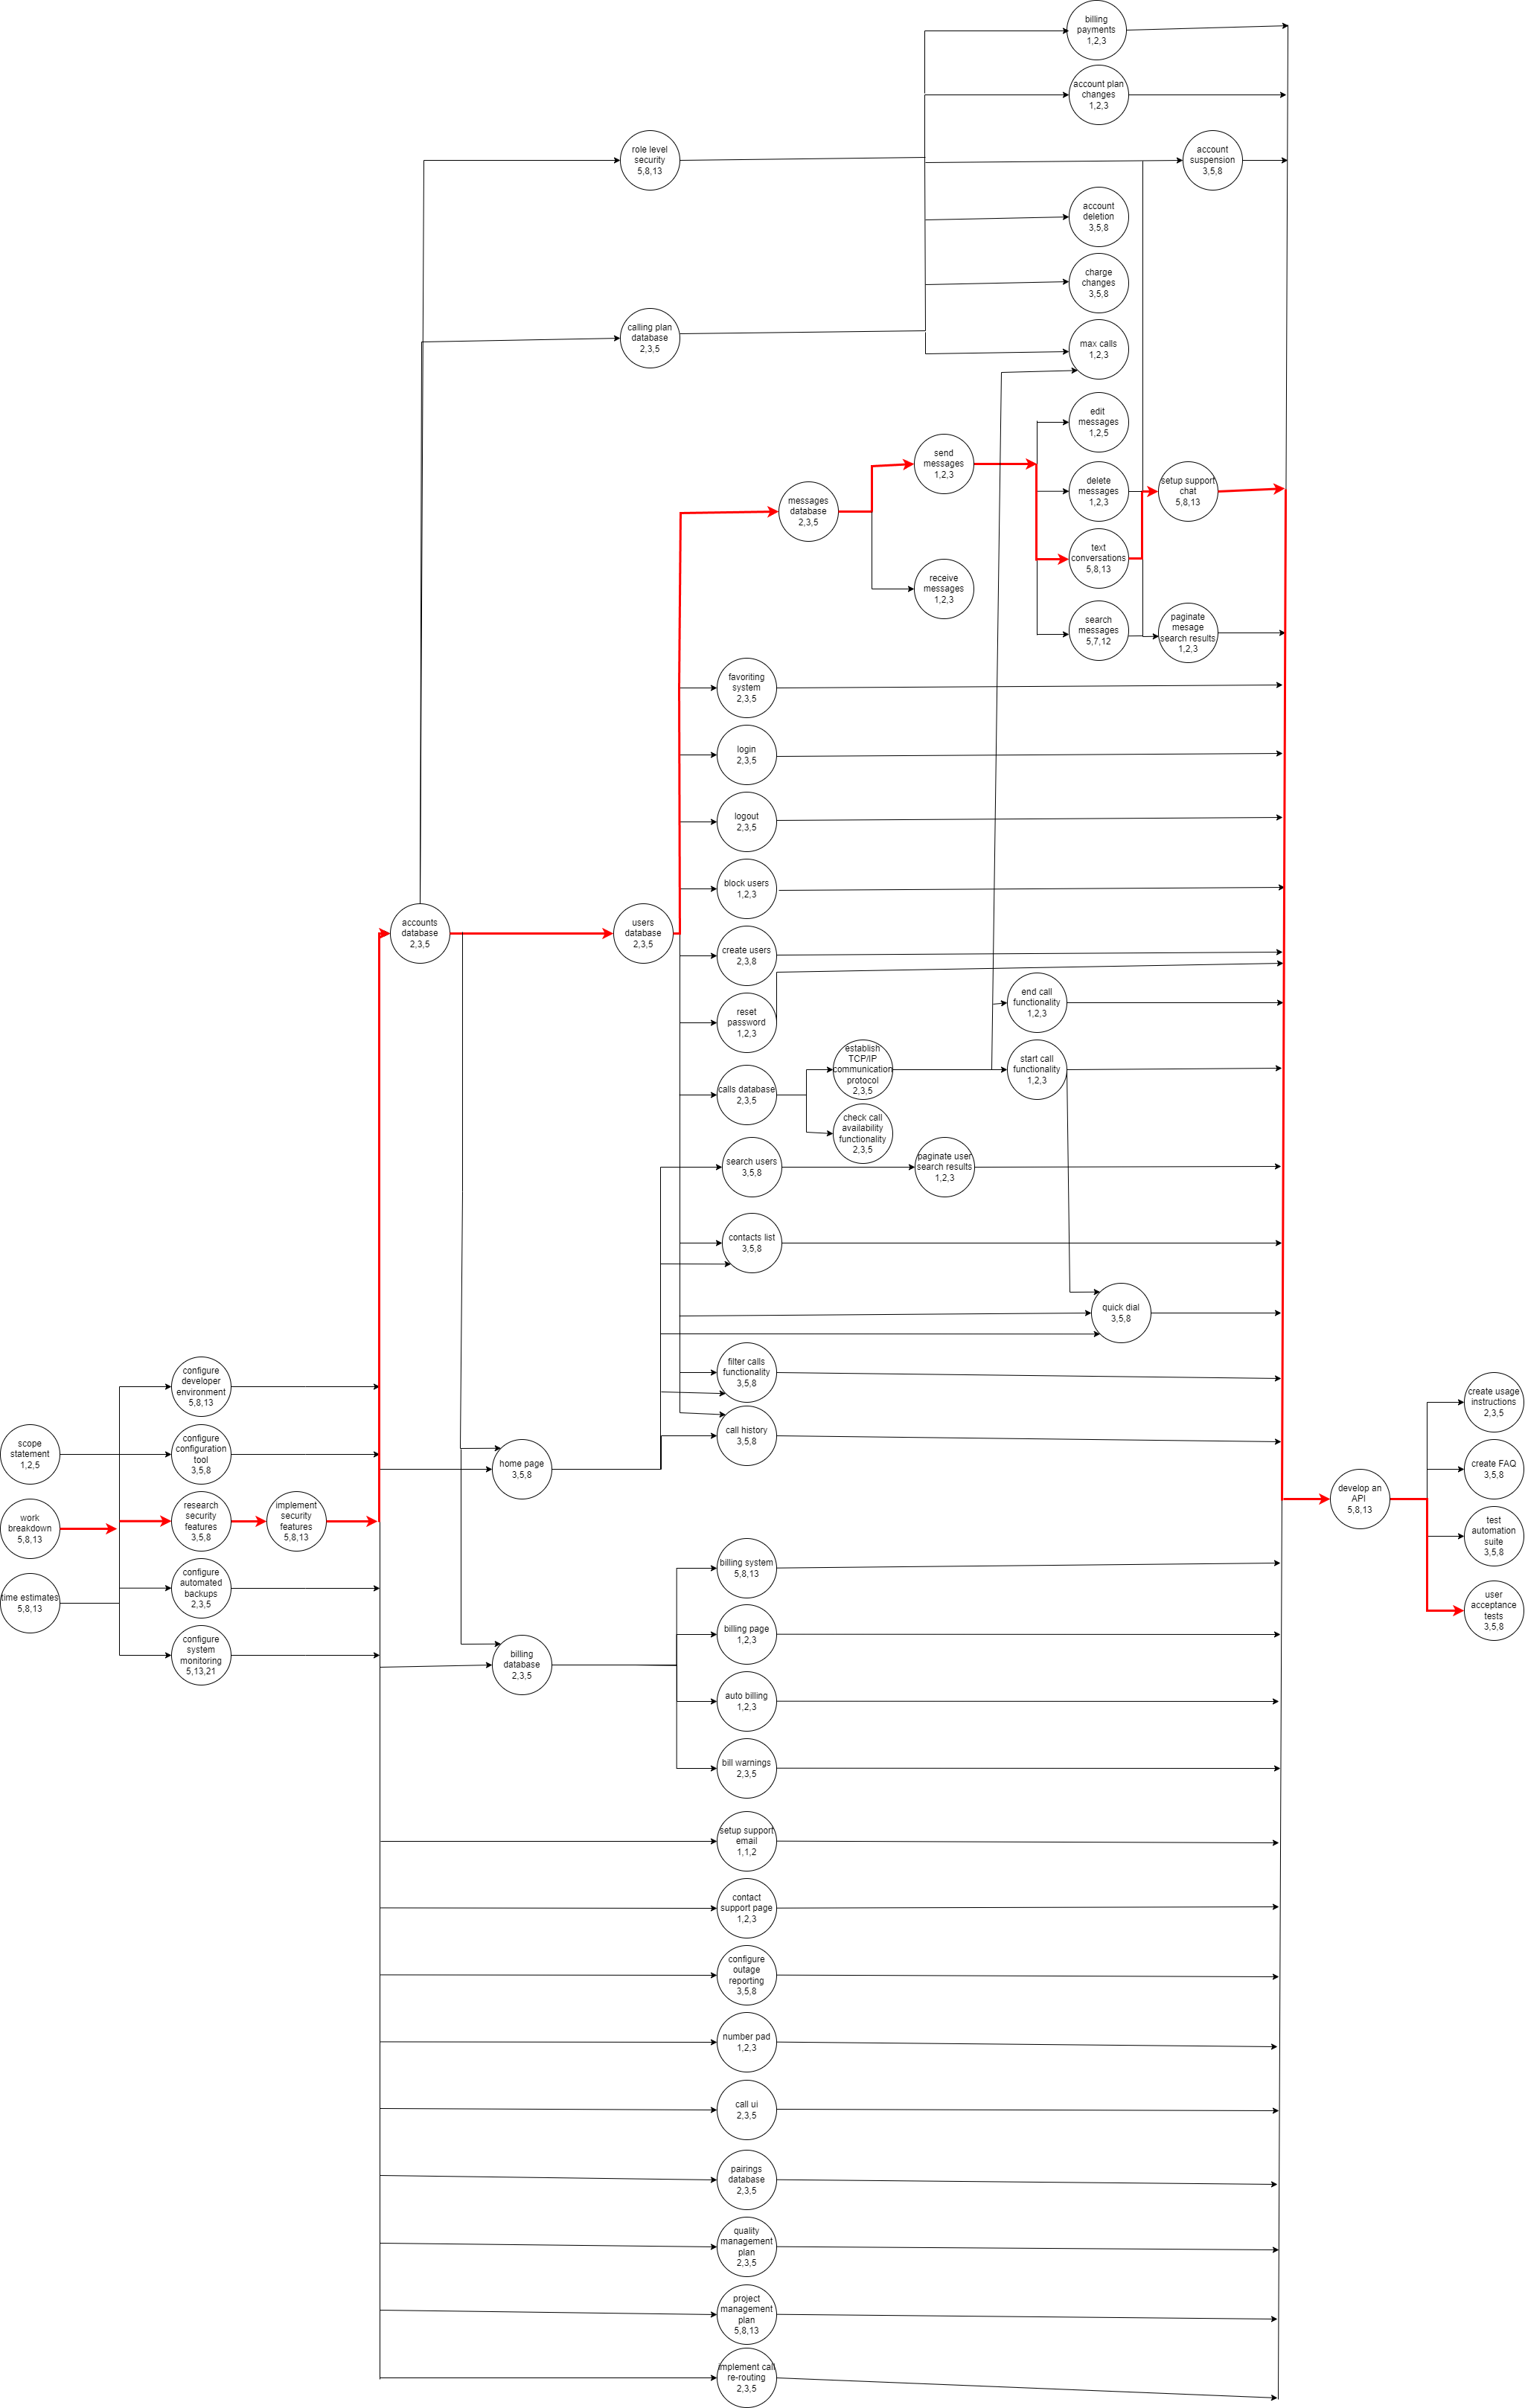 billing
payments
1,2,3
account plan
changes
1,2,3
role level
security
5,8,13
account
suspension
3,5,8
account
deletion
3,5,8
charge
changes
3,5,8
calling plan
database
2,3,5
max calls
1,2,3
edit
messages
1,2,5
send
messages
1,2,3
messages
database
2,3,5
delete
messages
1,2,3
setup support
chat
5,8,13
text
conversations
5,8,13
receive
messages
1,2,3
search
messages
5,7,12
paginate
mesage
search results
1,2,3
favoriting
system
2,3,5
login
2,3,5
logout
2,3,5
block users
1,2,3
accounts
database
2,3,5
users
database
2,3,5
create users
2,3,8
reset
password
1,2,3
end call
functionality
1,2,3
calls database
2,3,5
establish
TCP/IP
communication
protocol
2,3,5
start call
functionality
1,2,3
check call
availability
functionality
2,3,5
search users
3,5,8
paginate user
search results
1,2,3
contacts list
3,5,8
quick dial
3,5,8
filter calls
functionality
3,5,8
call history
3,5,8
home page
3,5,8
configure
developer
environment
5,8,13
scope
statement
1,2,5
configure
configuration
tool
3,5,8
work
breakdown
5,8,13
research
security
features
3,5,8
implement
security
features
5,8,13
time estimates
5,8,13
configure
automated
backups
2,3,5
configure
system
monitoring
5,13,21
develop an
API
5,8,13
create usage
instructions
2,3,5
create FAQ
3,5,8
test
automation
suite
3,5,8
user
acceptance
tests
3,5,8
billing system
5,8,13
billing
database
2,3,5
billing page
1,2,3
auto billing
1,2,3
bill warnings
2,3,5
setup support
email
1,1,2
contact
support page
1,2,3
configure
outage
reporting
3,5,8
number pad
1,2,3
call ui
2,3,5
pairings
database
2,3,5
quality
management
plan
2,3,5
project
management
plan
5,8,13
implement call
re-routing
2,3,5